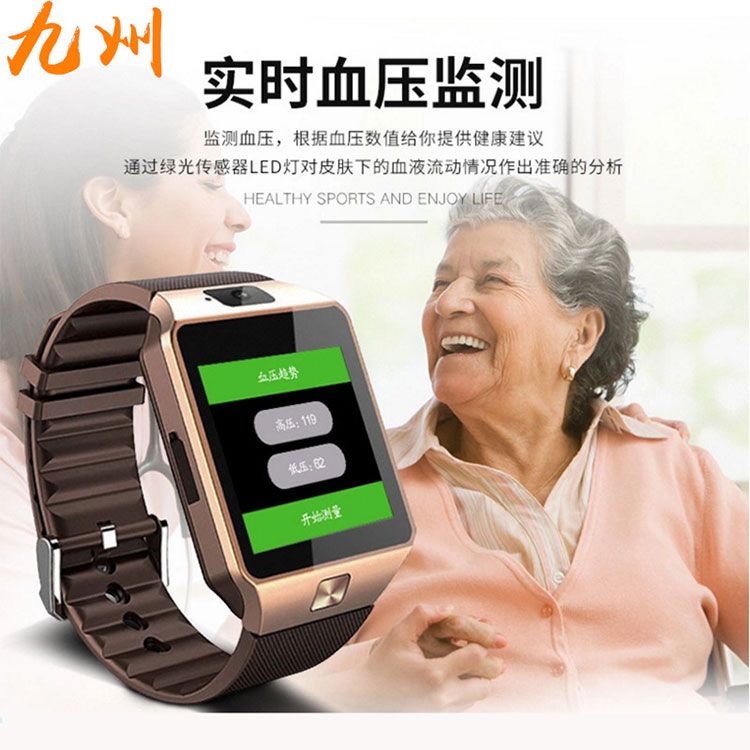 九州
实时血压监测
监测血压，根据血压数值给你提供健康建议
通过绿光传感器LED灯对皮肤下的血液流动情况作出准确的分析
HEALTHY SPORTS AND ENJOY LIFE
血压趋势
高压: 119
低压: 62
开始测量